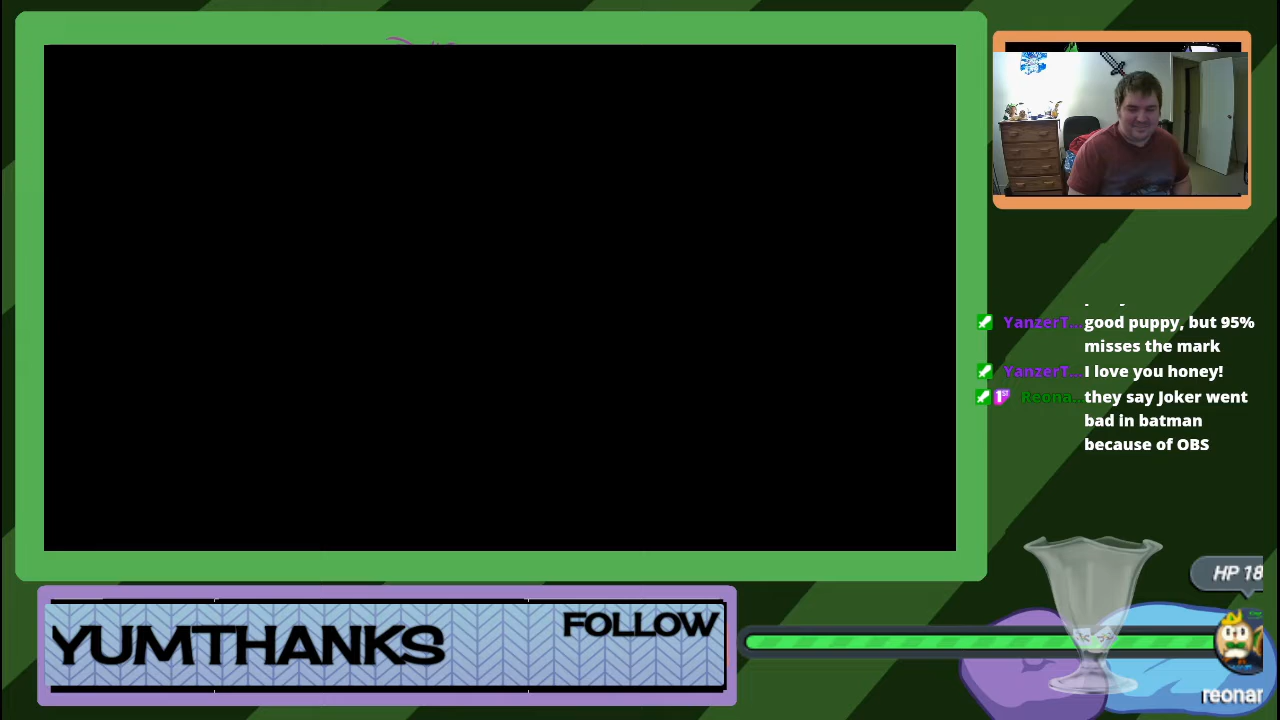 YanzerT... good puppy, but 95%
misses the mark
YanzerT... I love you honey!
Reona... they say Joker went
bad in batman
because of OBS
HP 18
YUMTHANKS
FOLLOW
reonar